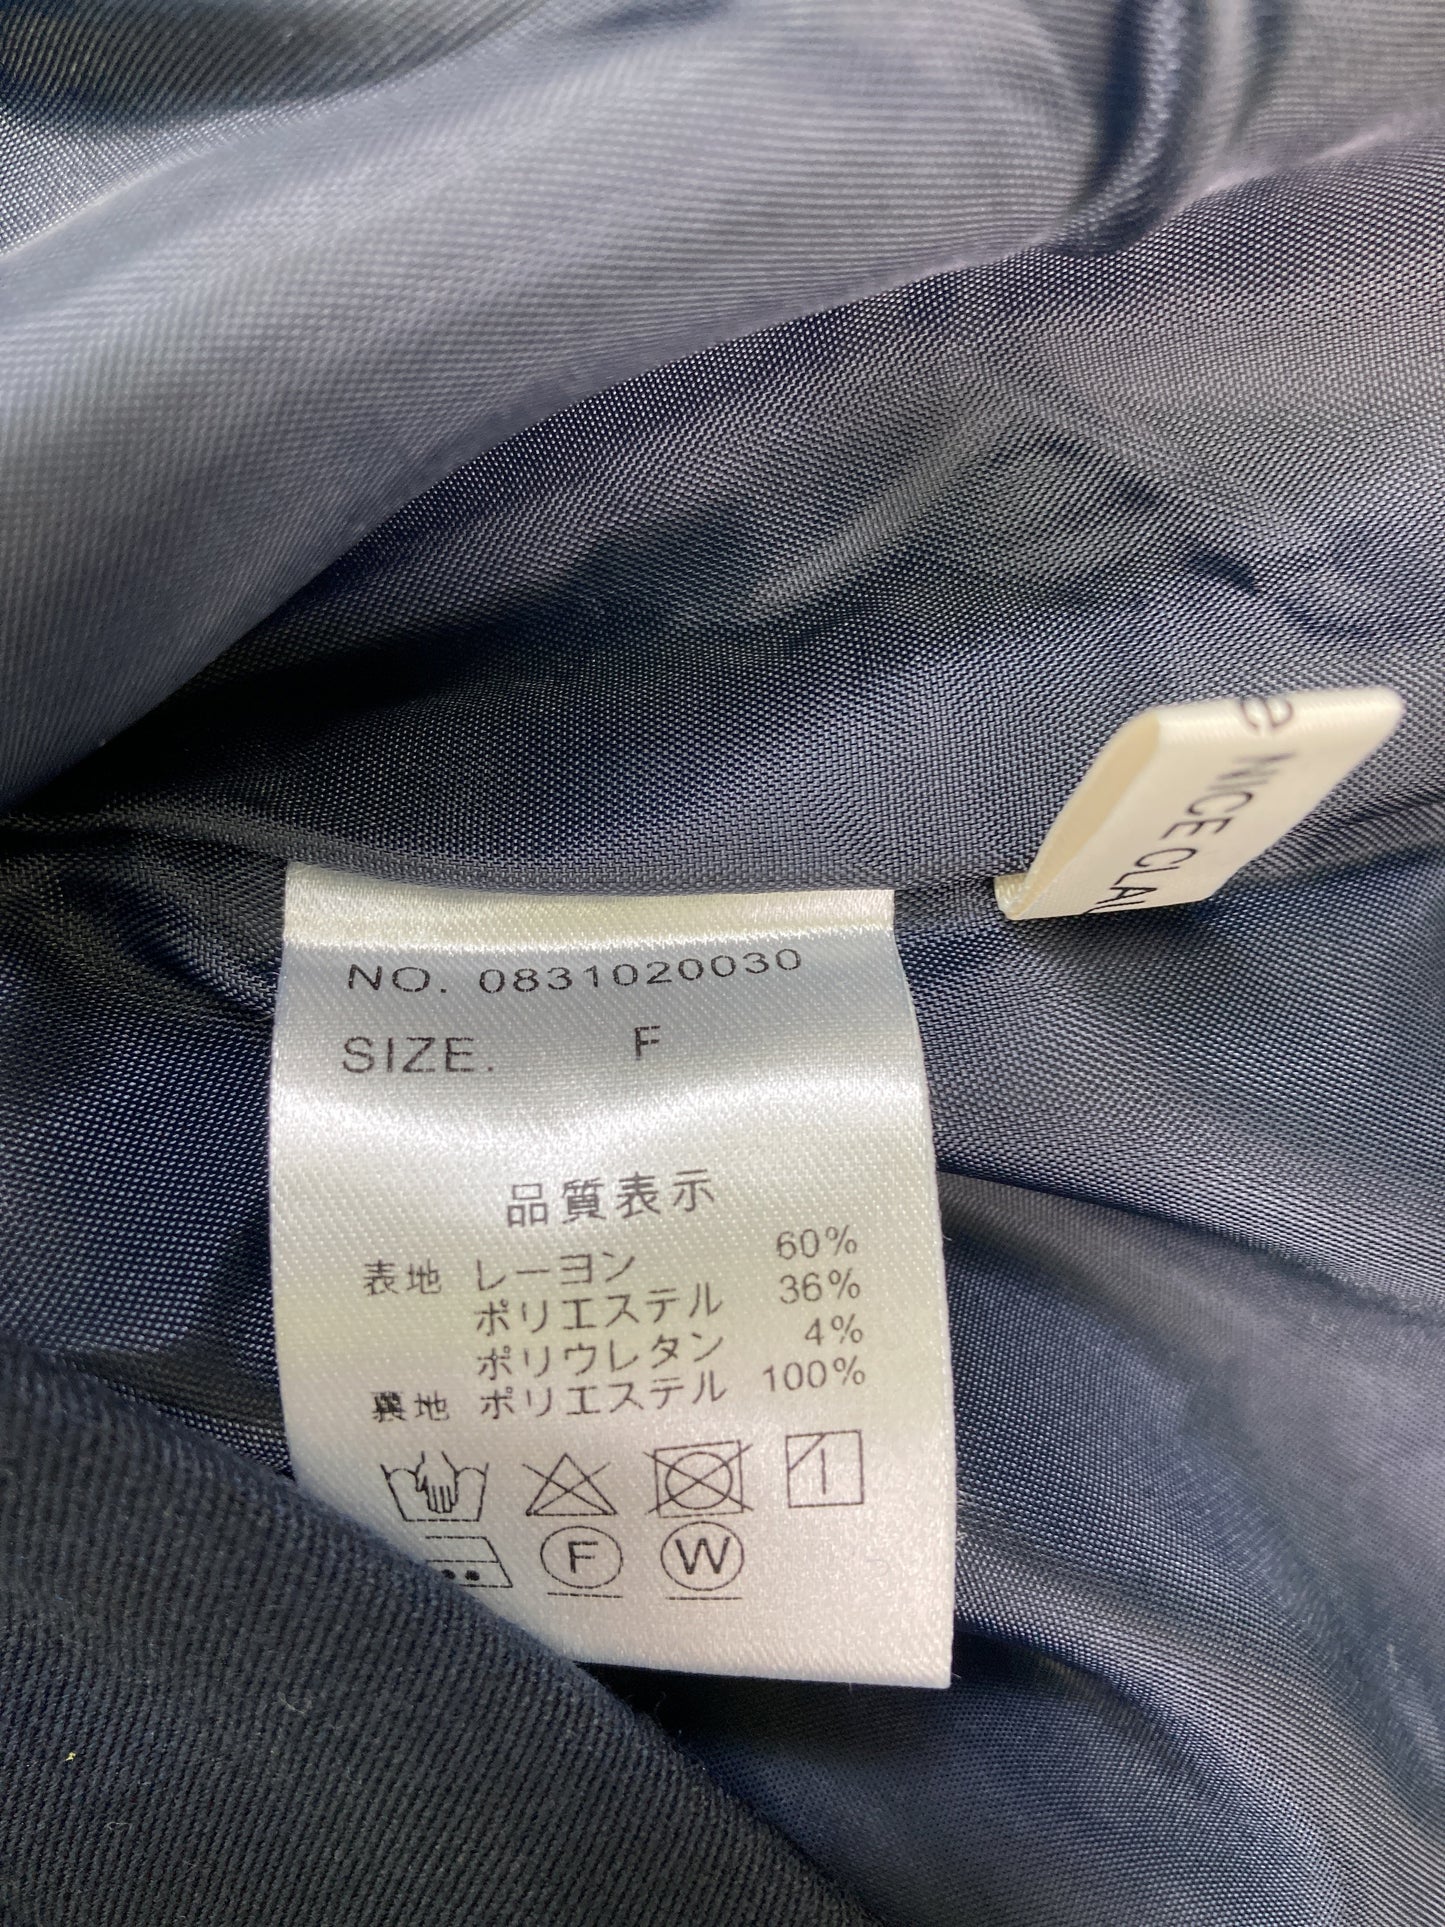 e NICE CLAU
NO. 0831020030
SIZE. F
品質表示
表地 レーヨン 60%
ポリエステル 36%
ポリウレタン 4%
裏地 ポリエステル 100%
F W